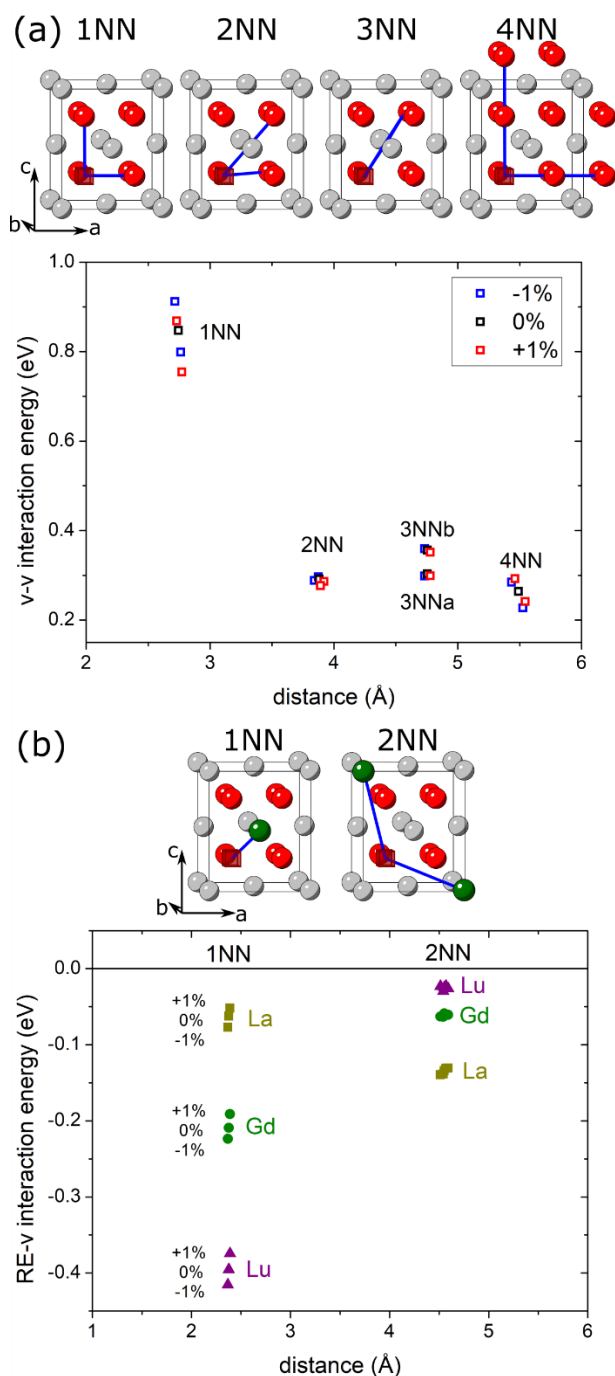 (a) 1NN 2NN 3NN 4NN
c
b a
1.0
0.8
0.6
0.4
0.2
v-v interaction energy (eV)
-1%
0%
+1%
1NN
2NN
3NNb
3NNa
4NN
2 3 4 5 6
distance (Å)
(b) 1NN 2NN
c
b a
1NN 2NN
0.0
-0.1
-0.2
-0.3
-0.4
RE-v interaction energy (eV)
+1%
0% La
-1%
+1%
0% Gd
-1%
+1%
0% Lu
-1%
Lu
Gd
La
1 2 3 4 5 6
distance (Å)